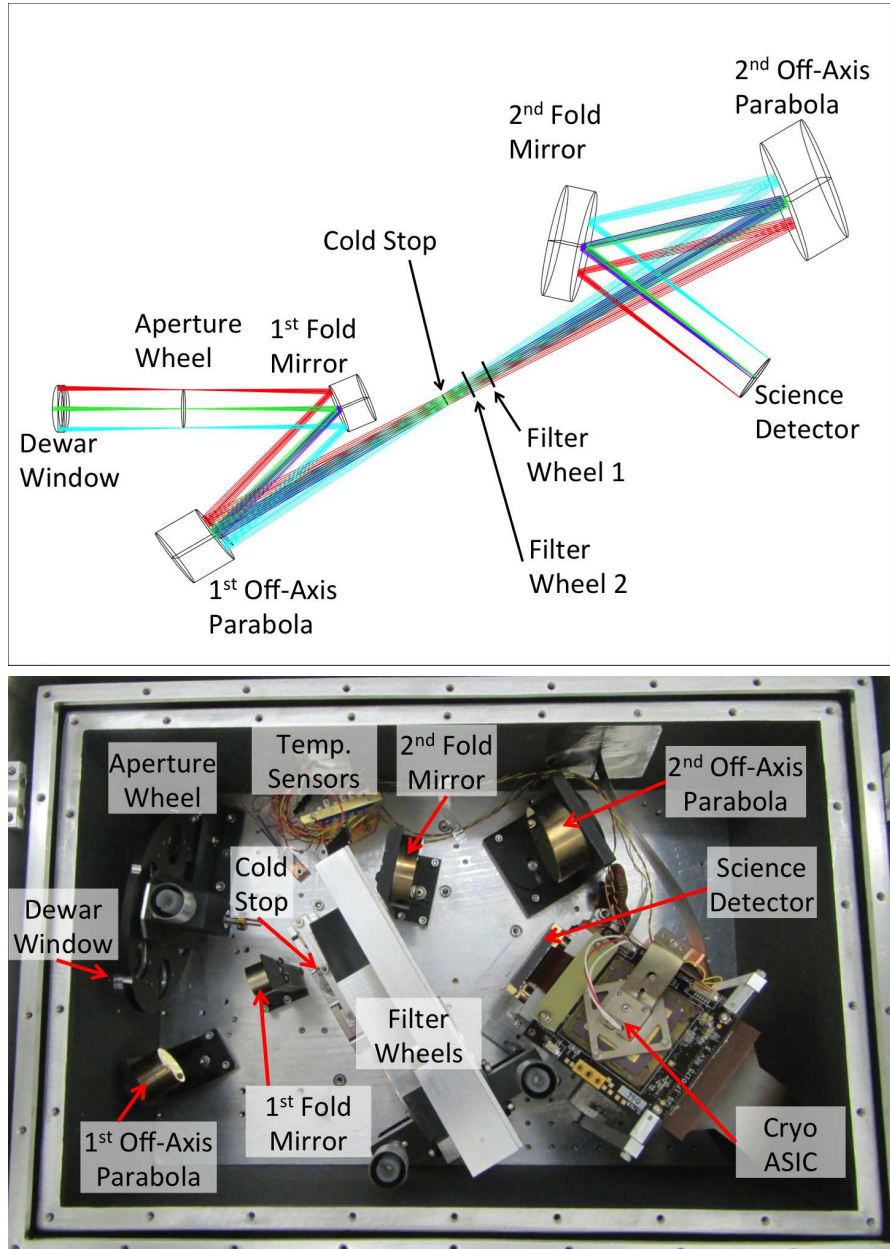 2nd Off-Axis
Parabola
2nd Fold
Mirror
Cold Stop
Aperture
Wheel
1st Fold
Mirror
Dewar
Window
Science
Detector
Filter
Wheel 1
Filter
Wheel 2
1st Off-Axis
Parabola
Temp.
Sensors
2nd Fold
Mirror
Aperture
Wheel
2nd Off-Axis
Parabola
Cold
Stop
Science
Detector
Dewar
Window
Filter
Wheels
1st Fold
Mirror
1st Off-Axis
Parabola
Cryo
ASIC